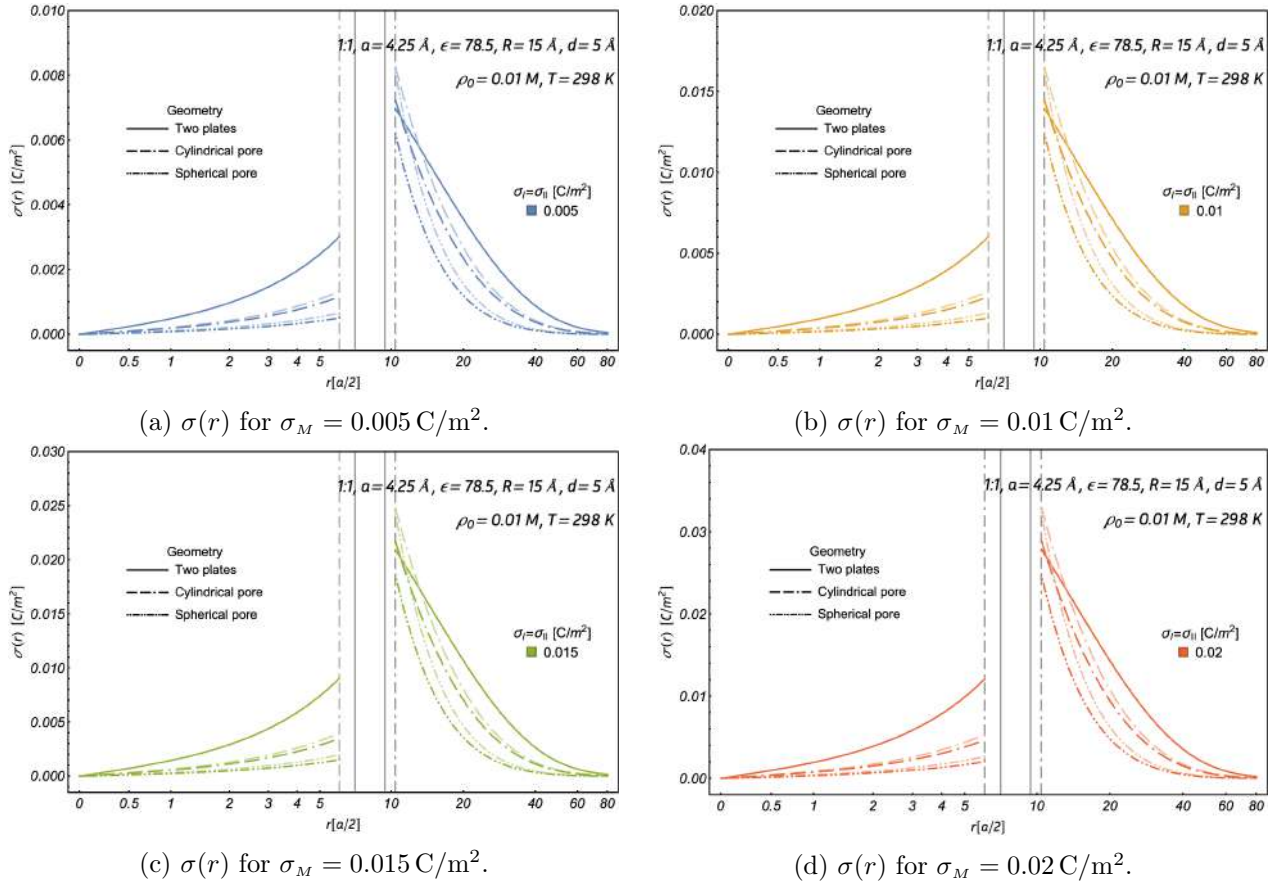 0.010
0.008
0.006
0.004
0.002
0.000
σ(r) [C/m²]
1:1, a= 4.25 Å , ϵ= 78.5, R= 15 Å , d= 5 Å
ρ₀= 0.01 M, T= 298 K
Geometry
Two plates
Cylindrical pore
Spherical pore
σI=σII [C/m²]
0.005
0 0.5 1 2 3 4 5 10 20 40 60 80
r[a/2]
(a) σ(r) for σM = 0.005 C/m².
0.020
0.015
0.010
0.005
0.000
σ(r) [C/m²]
1:1, a= 4.25 Å , ϵ= 78.5, R= 15 Å , d= 5 Å
ρ₀= 0.01 M, T= 298 K
Geometry
Two plates
Cylindrical pore
Spherical pore
σI=σII [C/m²]
0.01
0 0.5 1 2 3 4 5 10 20 40 60 80
r[a/2]
(b) σ(r) for σM = 0.01 C/m².
0.030
0.025
0.020
0.015
0.010
0.005
0.000
σ(r) [C/m²]
1:1, a= 4.25 Å , ϵ= 78.5, R= 15 Å , d= 5 Å
ρ₀= 0.01 M, T= 298 K
Geometry
Two plates
Cylindrical pore
Spherical pore
σI=σII [C/m²]
0.015
0 0.5 1 2 3 4 5 10 20 40 60 80
r[a/2]
(c) σ(r) for σM = 0.015 C/m².
0.04
0.03
0.02
0.01
0.00
σ(r) [C/m²]
1:1, a= 4.25 Å , ϵ= 78.5, R= 15 Å , d= 5 Å
ρ₀= 0.01 M, T= 298 K
Geometry
Two plates
Cylindrical pore
Spherical pore
σI=σII [C/m²]
0.02
0 0.5 1 2 3 4 5 10 20 40 60 80
r[a/2]
(d) σ(r) for σM = 0.02 C/m².